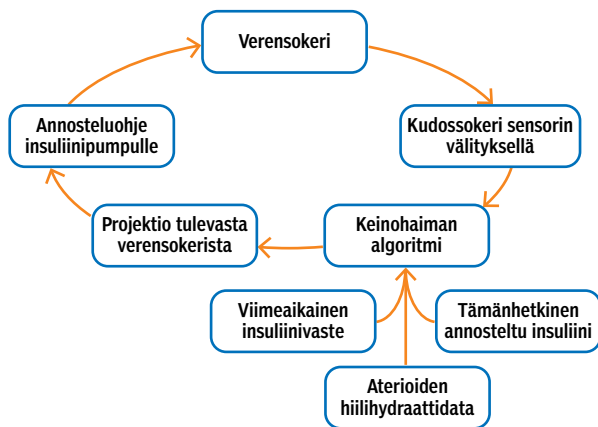 Verensokeri
Annosteluohje
insuliinipumpulle
Kudossokeri sensorin
välityksellä
Projektio tulevasta
verensokerista
Keinohaiman
algoritmi
Viimeaikainen
insuliinivaste
Tämänhetkinen
annosteltu insuliini
Aterioiden
hiilihydraattidata